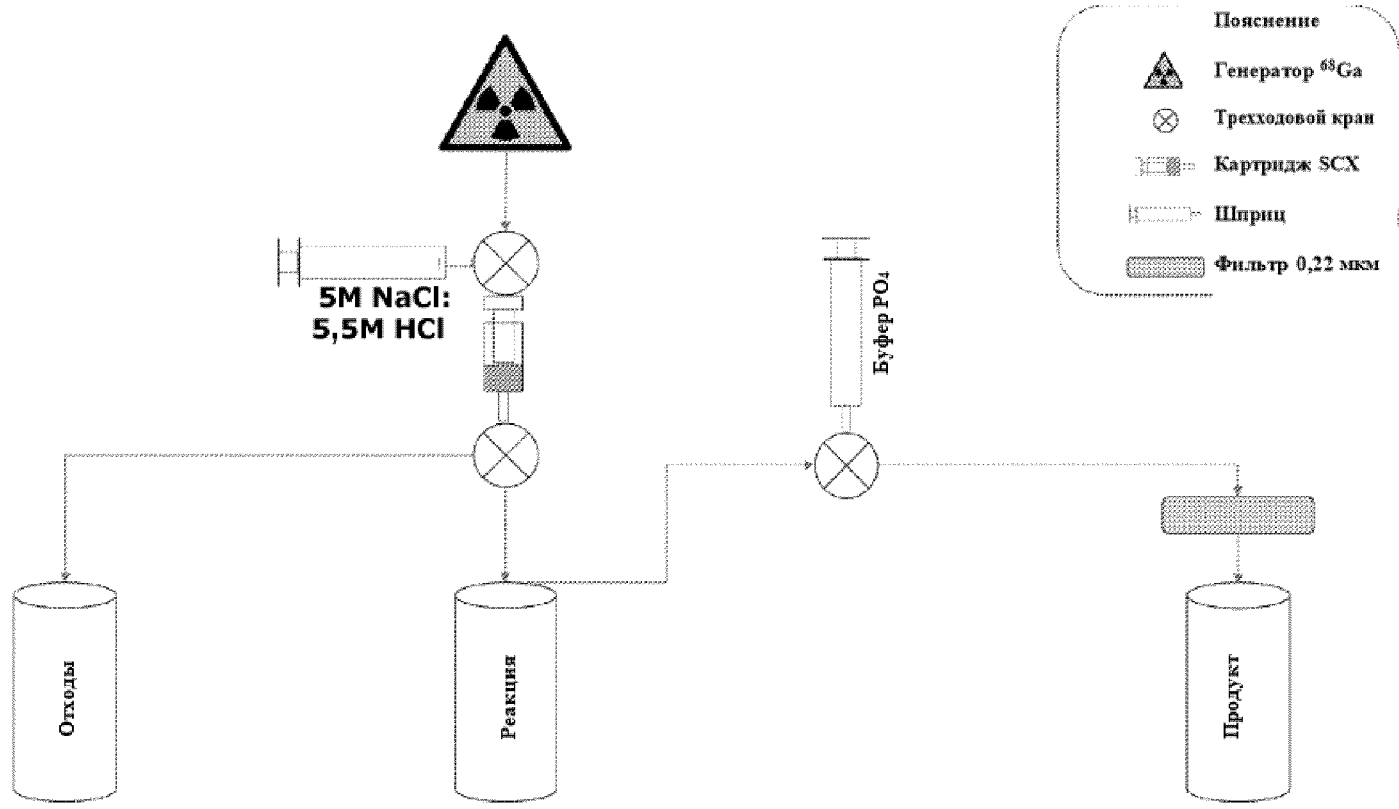 Пояснение
Генератор ⁶⁸Ga
Трехходовой кран
Картридж SCX
Шприц
Фильтр 0,22 мкм
5M NaCl:
5,5M HCl
Буфер PO₄
Отходы
Реакция
Продукт